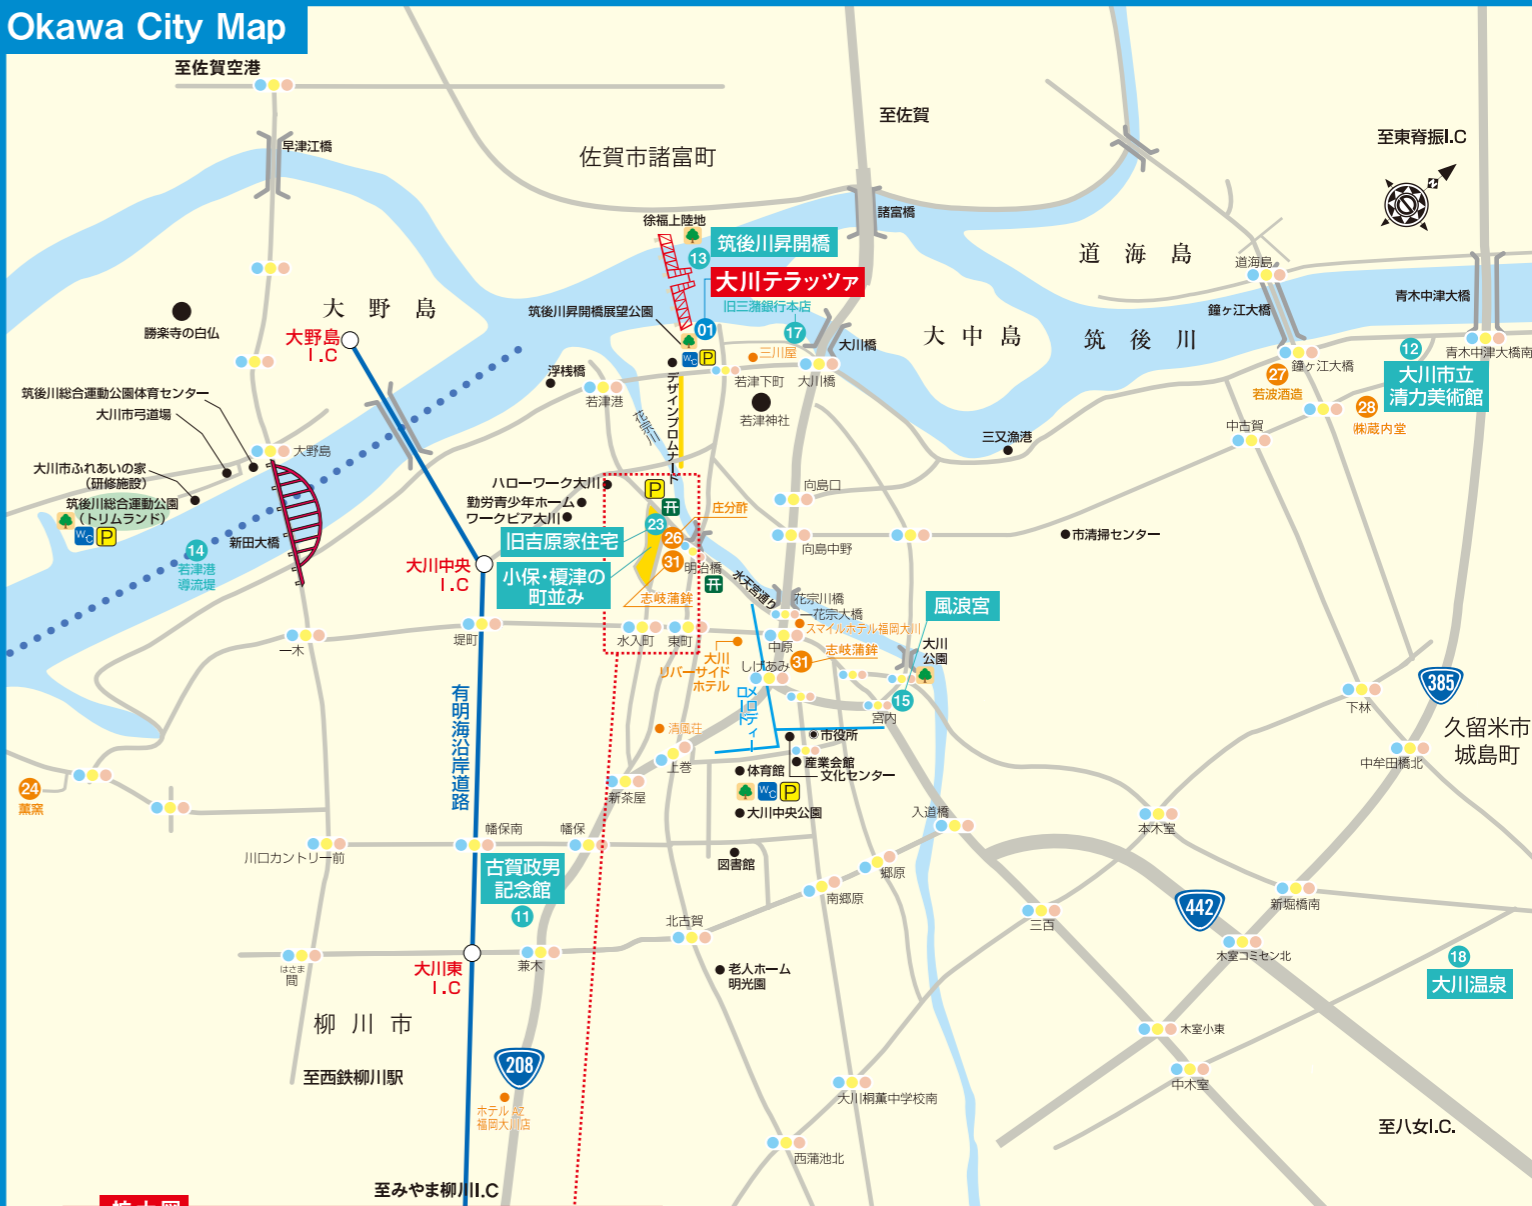 Okawa City Map
至佐賀空港
早津江橋
佐賀市諸富町
至佐賀
至東脊振I.C
諸富橋
徐福上陸地
筑後川昇開橋
13
大川テラッツァ
旧三潴銀行本店
17
01
筑後川昇開橋展望公園
WC
P
三川屋
大川橋
若津下町
大川橋
若津神社
道海島
道海島
鐘ヶ江大橋
青木中津大橋
大中島
筑後川
12
青木中津大橋南
大川市立
清力美術館
27
若波酒造
鐘ヶ江大橋
28
㈱蔵内堂
中古賀
三又漁港
大野島
勝楽寺の白仏
大野島
I.C
浮桟橋
若津港
花宗川
デザインプロムナード
筑後川総合運動公園体育センター
大川市弓道場
大野島
大川市ふれあいの家
(研修施設)
筑後川総合運動公園
(トリムランド)
WC
P
新田大橋
14
若津港
導流堤
ハローワーク大川
勤労青少年ホーム
ワークピア大川
P
庄分酢
23
旧吉原家住宅
26
31
明治橋
小保・榎津の
町並み
志岐蒲鉾
大川中央
I.C
向島口
向島中野
市清掃センター
水天宮通り
花宗川橋
花宗大橋
スマイルホテル福岡大川
風浪宮
大川
公園
堤町
水入町
東町
中原
大川
リバーサイド
ホテル
しげあみ
31
志岐蒲鉾
一木
メロディー
ロード
15
宮内
下林
385
久留米市
城島町
中牟田橋北
有明海沿岸道路
清風荘
市役所
産業会館
文化センター
上巻
体育館
WC
P
大川中央公園
新茶屋
24
薫窯
入道橋
本木室
川口カントリー前
幡保南
幡保
図書館
古賀政男
記念館
11
郷原
南郷原
三百
442
新堀橋南
木室コミセン北
北古賀
はざま
間
大川東
I.C
兼木
老人ホーム
明光園
18
大川温泉
柳川市
至西鉄柳川駅
208
ホテルAZ
福岡大川店
木室小東
中木室
大川桐薫中学校南
至八女I.C.
西蒲池北
至みやま柳川I.C